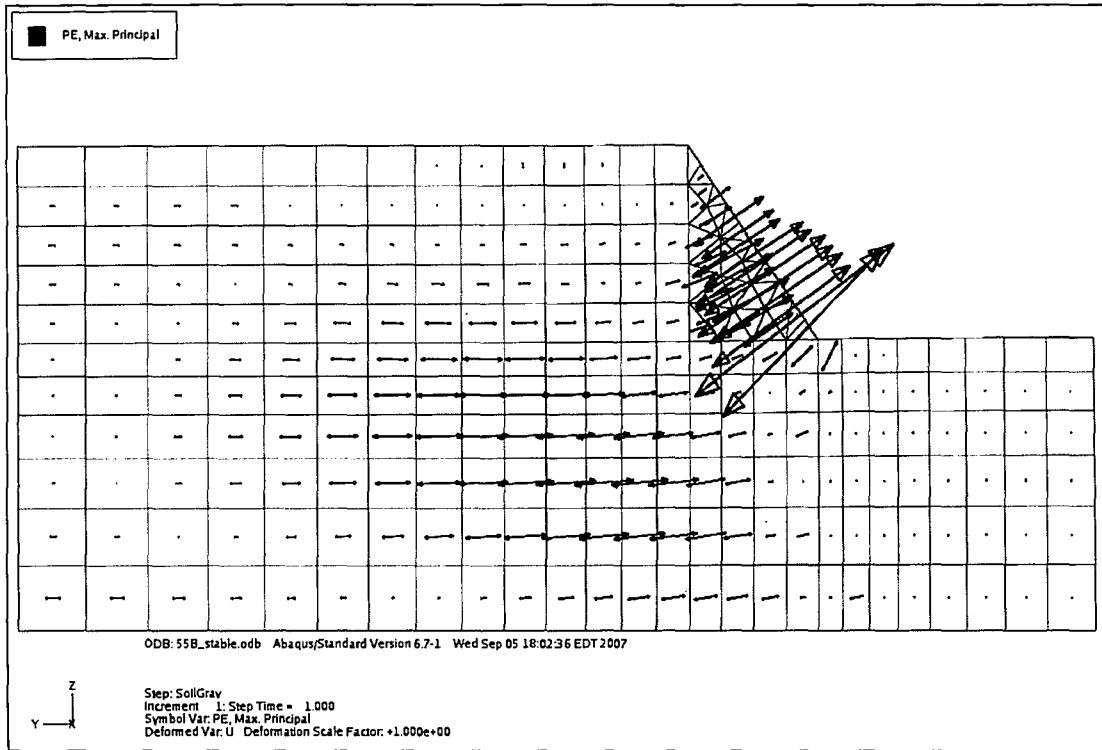 PE, Max. Principal
ODB: 55B_stable.odb Abaqus/Standard Version 6.7-1 Wed Sep 05 18:02:36 EDT 2007
Z
Y
X
Step: SoilGrav
Increment 1: Step Time = 1.000
Symbol Var: PE, Max. Principal
Deformed Var: U Deformation Scale Factor: +1.000e+00